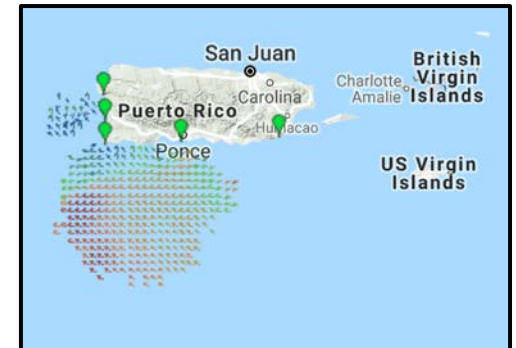 San Juan
Carolina
Puerto Rico
Humacao
Ponce
British
Virgin
Islands
Charlotte
Amalie
US Virgin
Islands